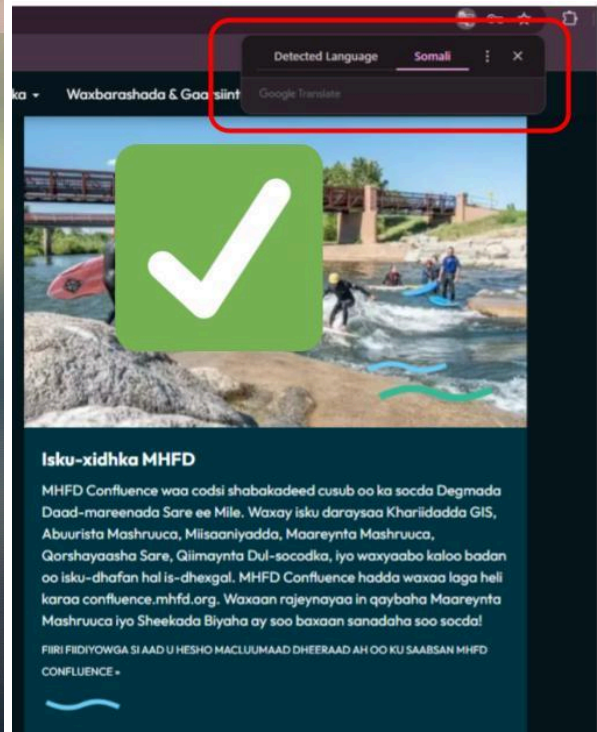 Detected Language Somali
Google Translate
ka Waxbarashada &
Isku-xidhka MHFD
MHFD Confluence waa codsi shabakadeed cusub oo ka socda Degmada
Daad-mareenada Sare ee Mile. Waxay isku daraysaa Khariidadda GIS,
Abuurista Mashruuca, Miisaaniyadda, Maareynta Mashruuca,
Qorshayaasha Sare, Qiimaynta Dul-socodka, iyo waxyaabo kaloo badan
oo isku-dhafan hal is-dhexgal. MHFD Confluence hadda waxaa laga heli
karaa confluence.mhfd.org. Waxaan rajeynayaa in qaybaha Maareynta
Mashruuca iyo Sheekada Biyaha ay soo baxaan sanadaha soo socda!
FIIRI FIIDIYOWGA SI AAD U HESHO MACLUUMAAD DHEERAAD AH OO KU SAABSAN MHFD
CONFLUENCE »